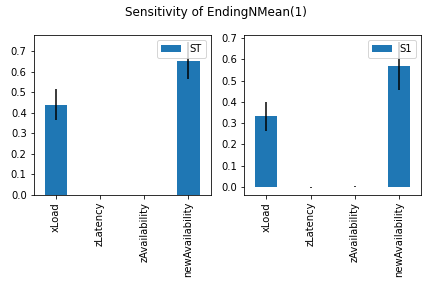 Sensitivity of EndingNMean(1)
ST
0.7
0.6
0.5
0.4
0.3
0.2
0.1
0.0
xLoad
zLatency
zAvailability
newAvailability
S1
0.7
0.6
0.5
0.4
0.3
0.2
0.1
0.0
xLoad
zLatency
zAvailability
newAvailability